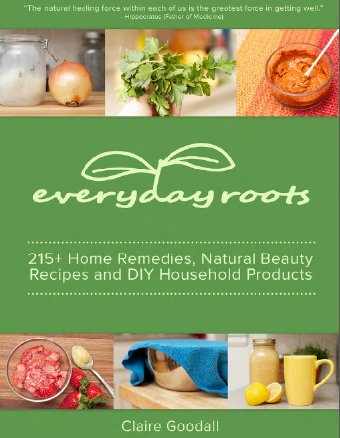 "The natural healing force within each of us is the greatest force in getting well."
–Hippocrates (Father of Medicine)
everyday roots
215+ Home Remedies, Natural Beauty
Recipes and DIY Household Products
Claire Goodall